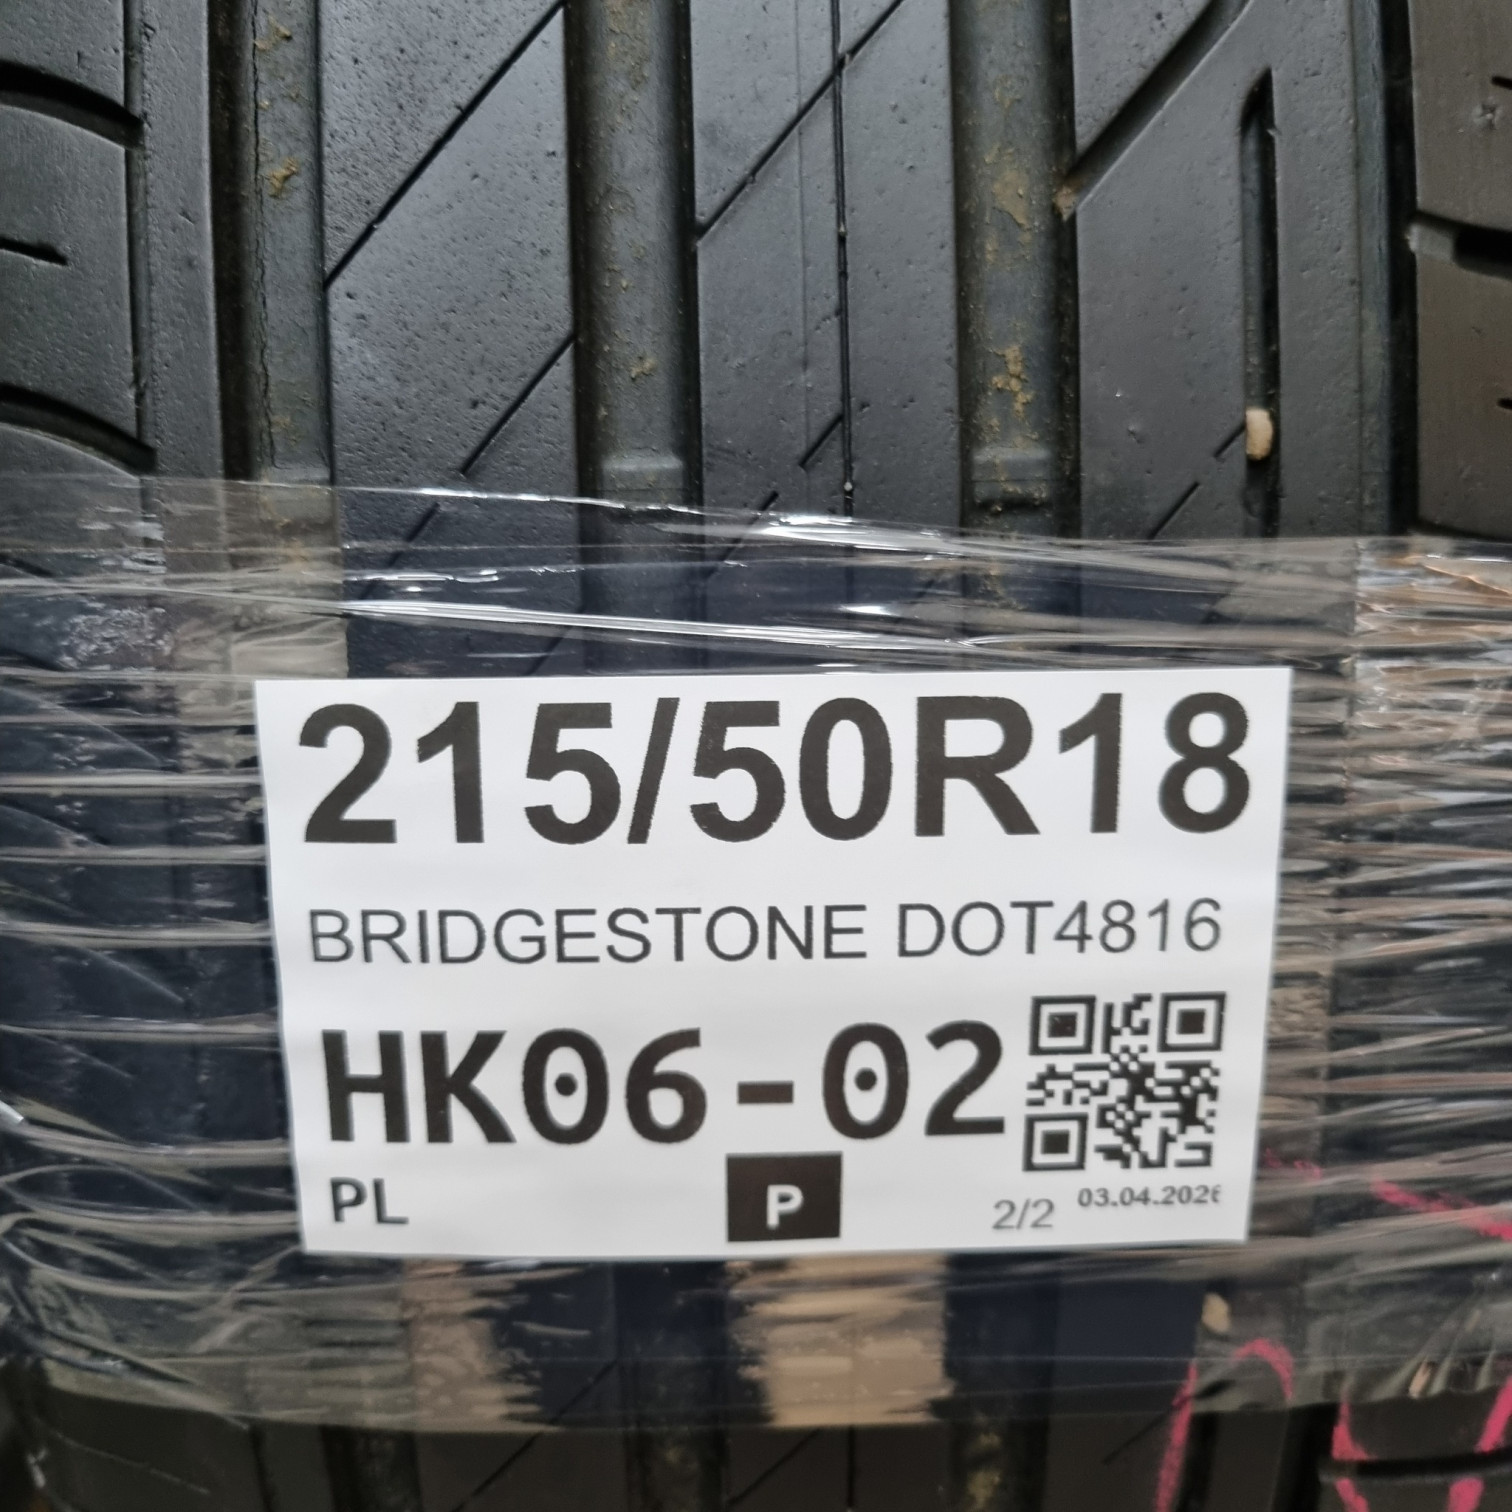 215/50R18
BRIDGESTONE DOT4816
HK06-02
PL P 2/2 03.04.2026